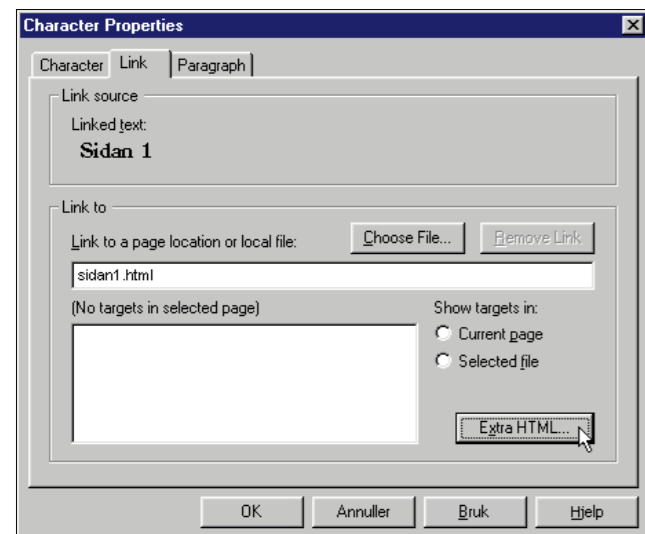 Character Properties
Character Link Paragraph
Link source
Linked text:
Sidan 1
Link to
Link to a page location or local file: Choose File... Remove Link
sidan1.html
(No targets in selected page) Show targets in:
Current page
Selected file
Extra HTML...
OK Annuller Bruk Hjelp